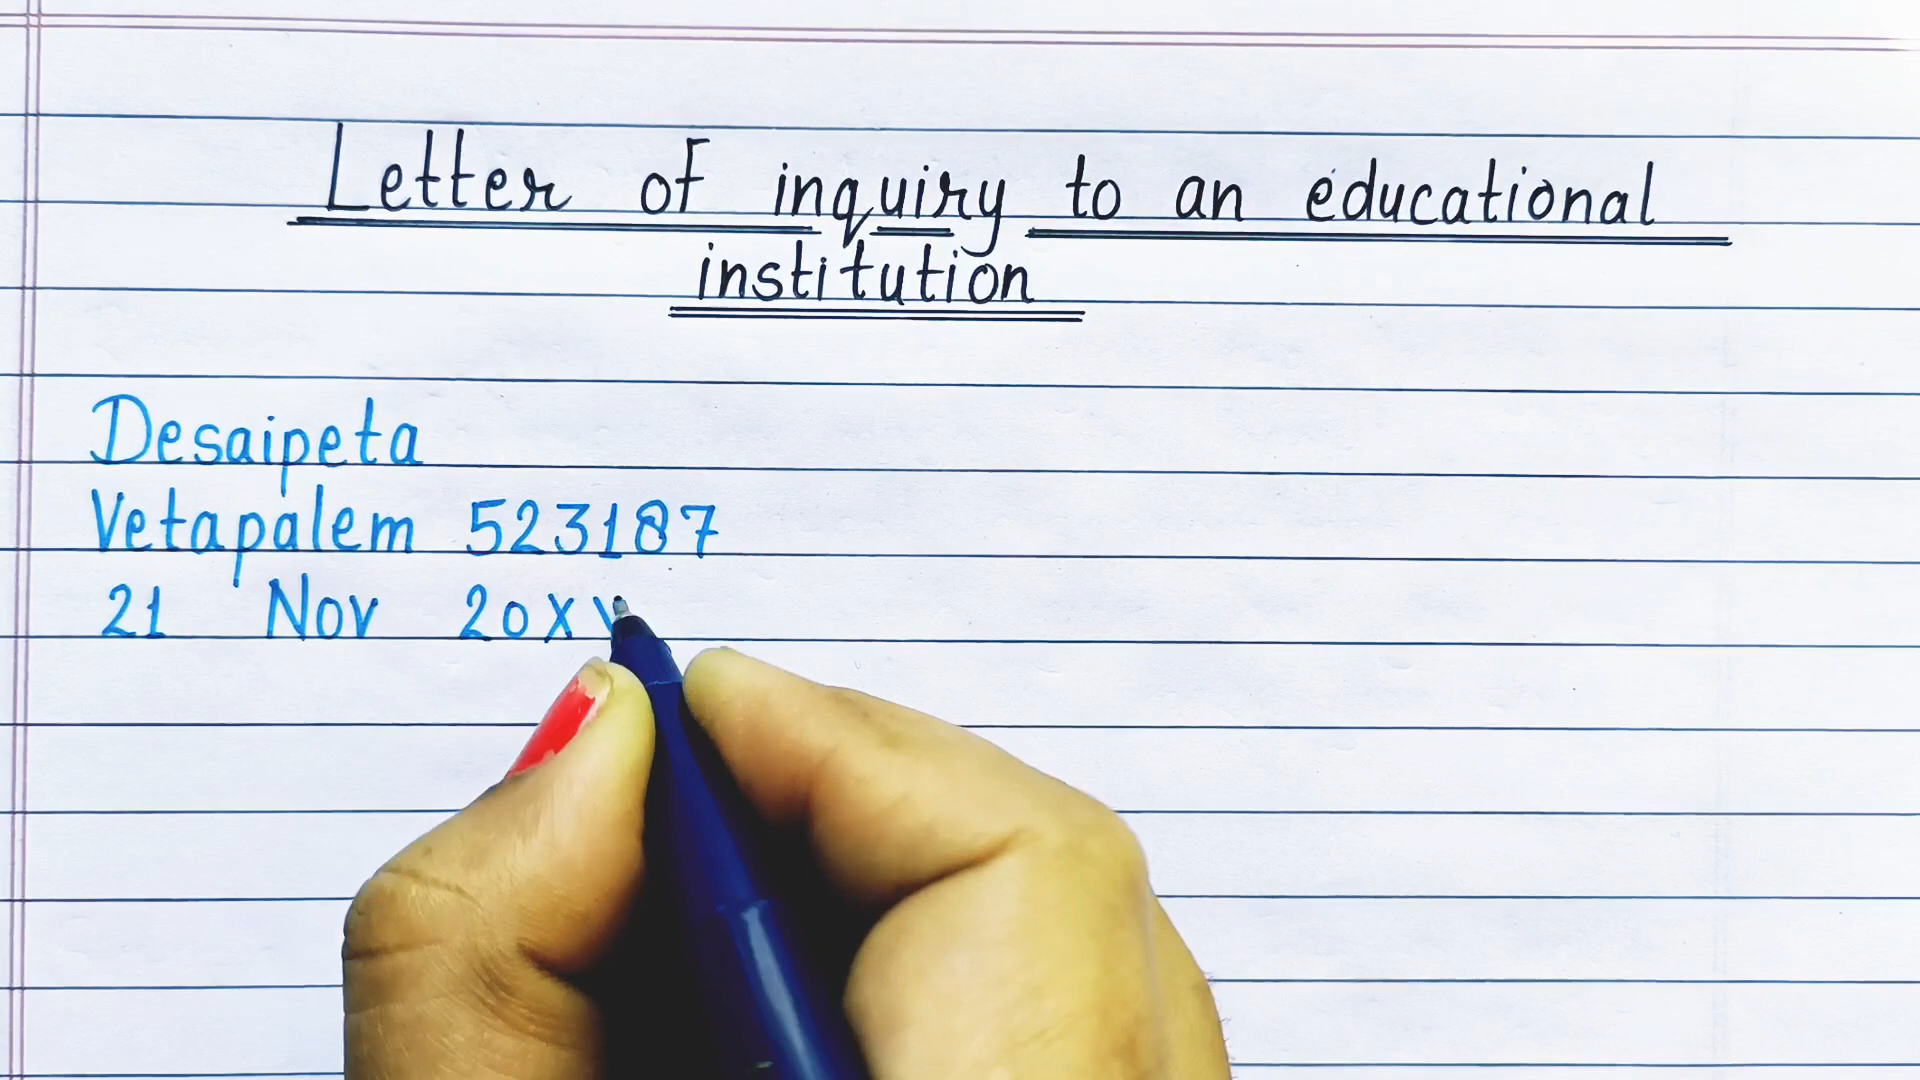 Letter of inquiry to an educational
institution
Desaipeta
Vetapalem 523187
21 Nov 20X